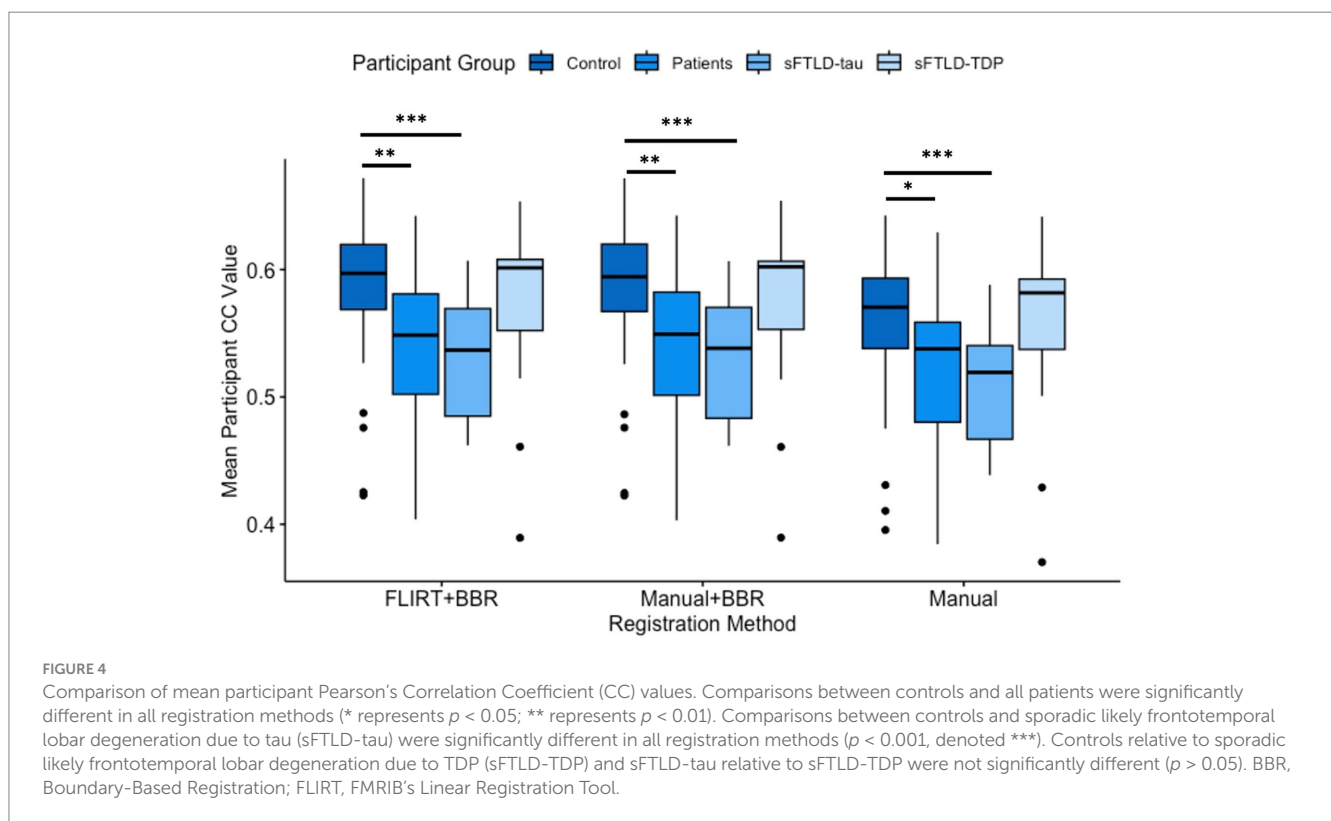 Participant Group Control Patients sFTLD-tau sFTLD-TDP
*** *** ***
** ** *
Mean Participant CC Value
0.6
0.5
0.4
FLIRT+BBR Manual+BBR Manual
Registration Method
FIGURE 4
Comparison of mean participant Pearson’s Correlation Coefficient (CC) values. Comparisons between controls and all patients were significantly
different in all registration methods (* represents p < 0.05; ** represents p < 0.01). Comparisons between controls and sporadic likely frontotemporal
lobar degeneration due to tau (sFTLD-tau) were significantly different in all registration methods (p < 0.001, denoted ***). Controls relative to sporadic
likely frontotemporal lobar degeneration due to TDP (sFTLD-TDP) and sFTLD-tau relative to sFTLD-TDP were not significantly different (p > 0.05). BBR,
Boundary-Based Registration; FLIRT, FMRIB’s Linear Registration Tool.